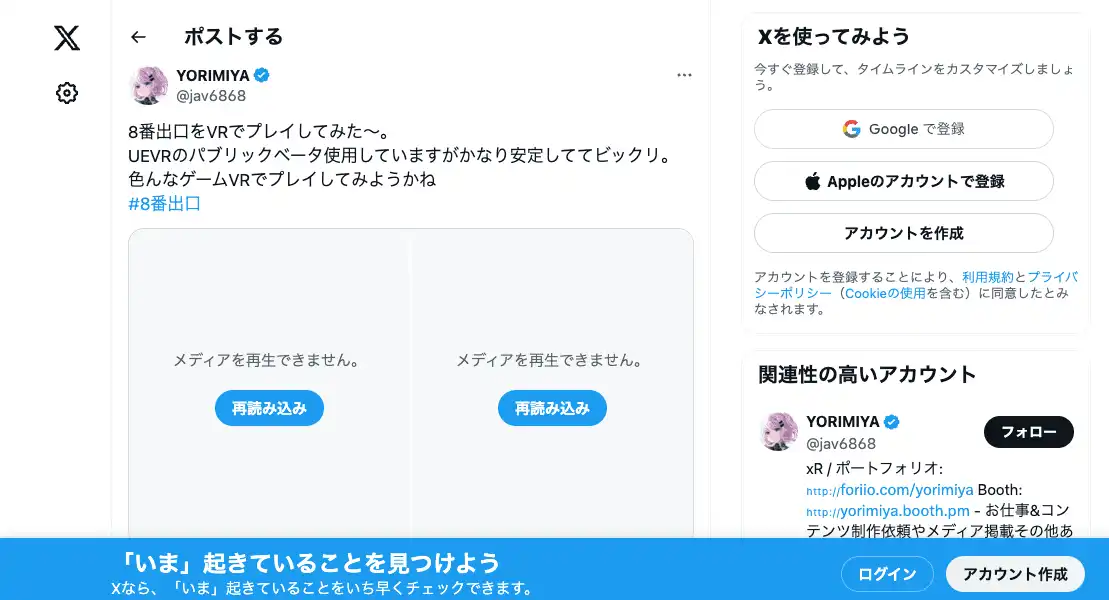 ポストする
YORIMIYA
@jav6868
8番出口をVRでプレイしてみた〜。
UEVRのパブリックベータ使用していますがかなり安定しててビックリ。
色んなゲームVRでプレイしてみようかね
#8番出口
メディアを再生できません。
再読み込み
メディアを再生できません。
再読み込み
Xを使ってみよう
今すぐ登録して、タイムラインをカスタマイズしましょ
う。
Google で登録
Appleのアカウントで登録
アカウントを作成
アカウントを登録することにより、利用規約とプライバ
シーポリシー（Cookieの使用を含む）に同意したとみ
なされます。
関連性の高いアカウント
YORIMIYA
@jav6868
フォロー
xR / ポートフォリオ:
http://foriio.com/yorimiya Booth:
http://yorimiya.booth.pm - お仕事&コン
テンツ制作依頼やメディア掲載その他あ
「いま」起きていることを見つけよう
Xなら、「いま」起きていることをいち早くチェックできます。
ログイン
アカウント作成